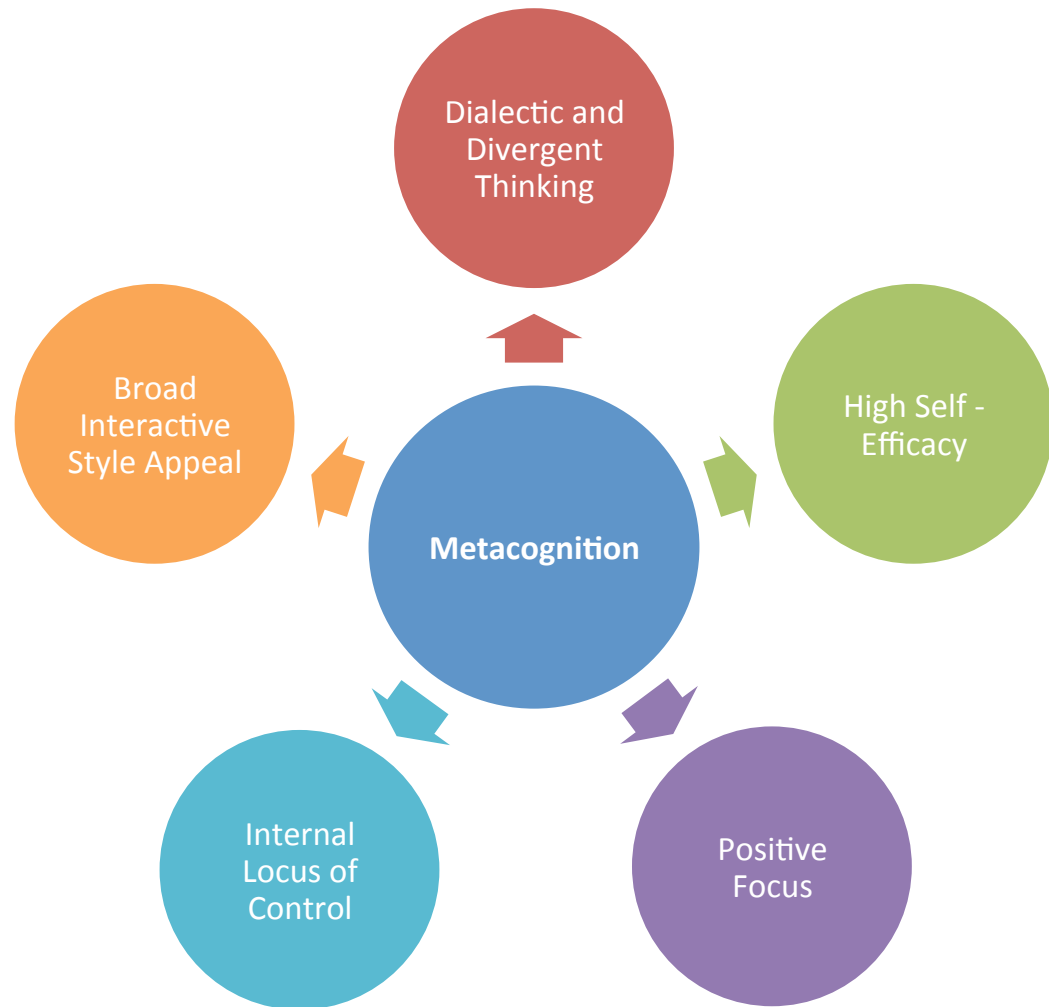 Dialectic and
Divergent
Thinking
Broad
Interactive
Style Appeal
High Self -
Efficacy
Metacognition
Internal
Locus of
Control
Positive
Focus